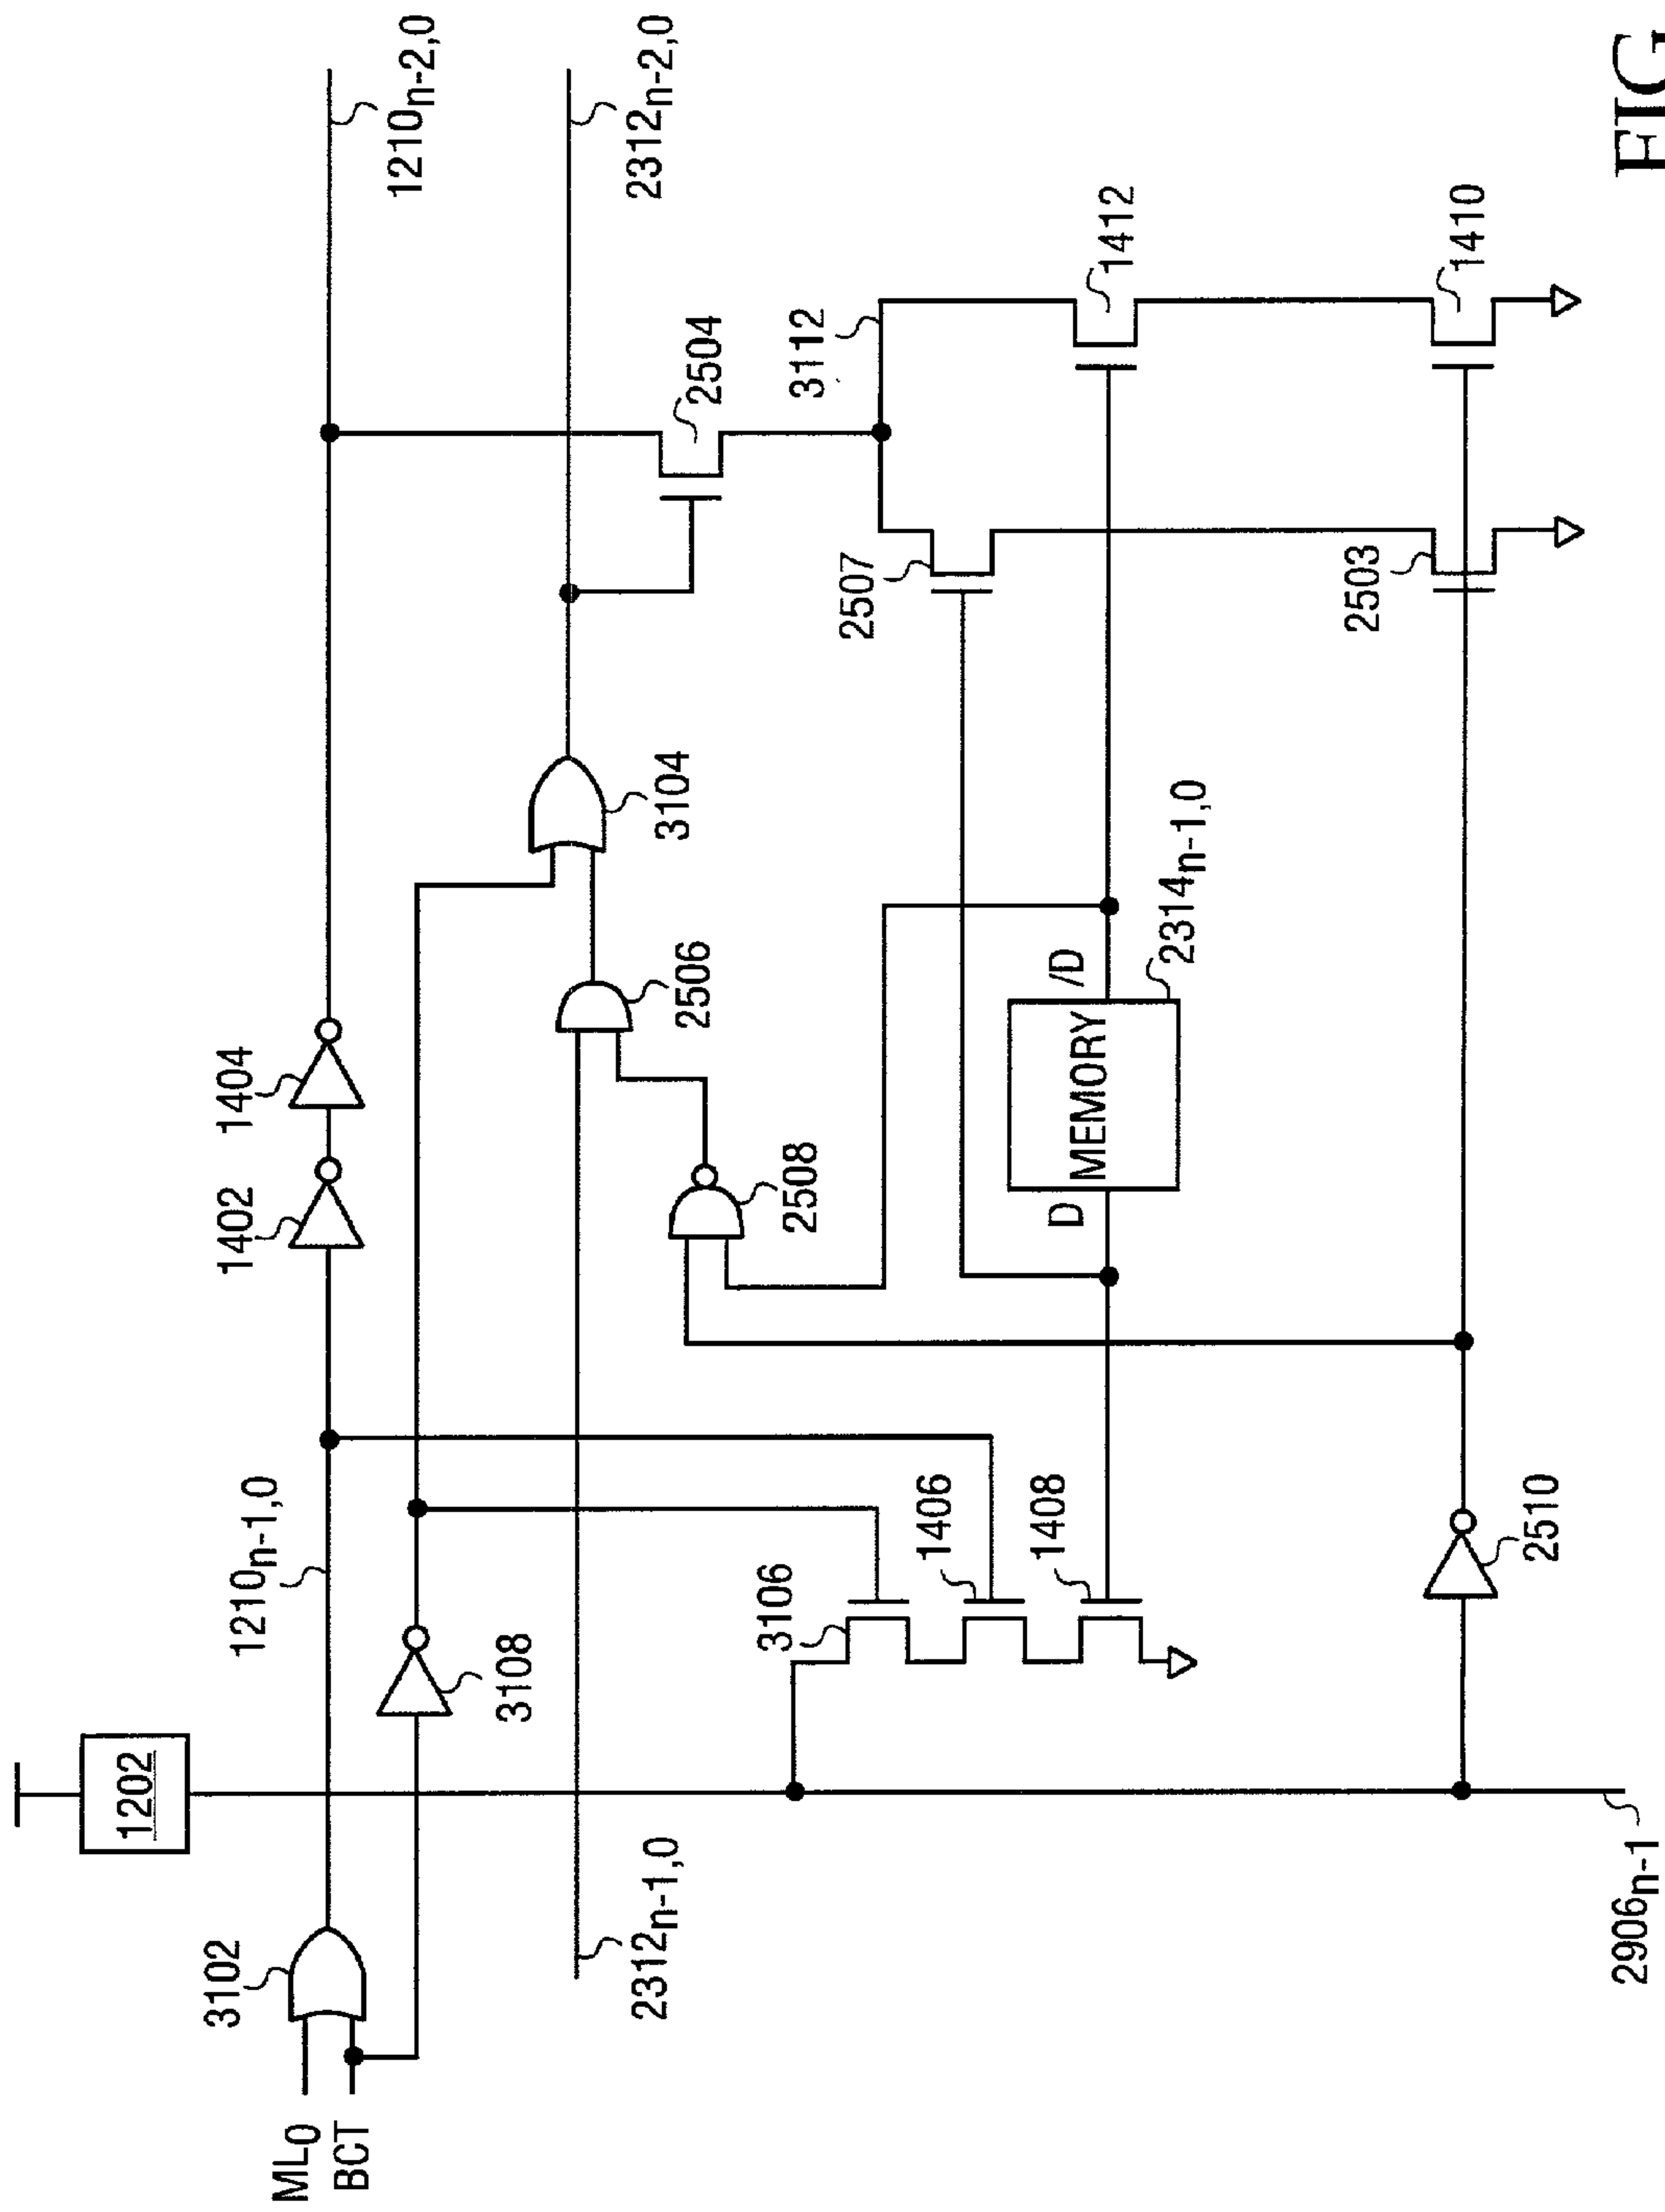 ML0
BCT
3102
1202
1210n-1,0
1402
1404
1210n-2,0
3108
2312n-1,0
2508
2506
3104
2312n-2,0
2504
3106
1406
1408
D
MEMORY
/D
2314n-1,0
2507
3112
1412
2906n-1
2510
2503
1410
FIG